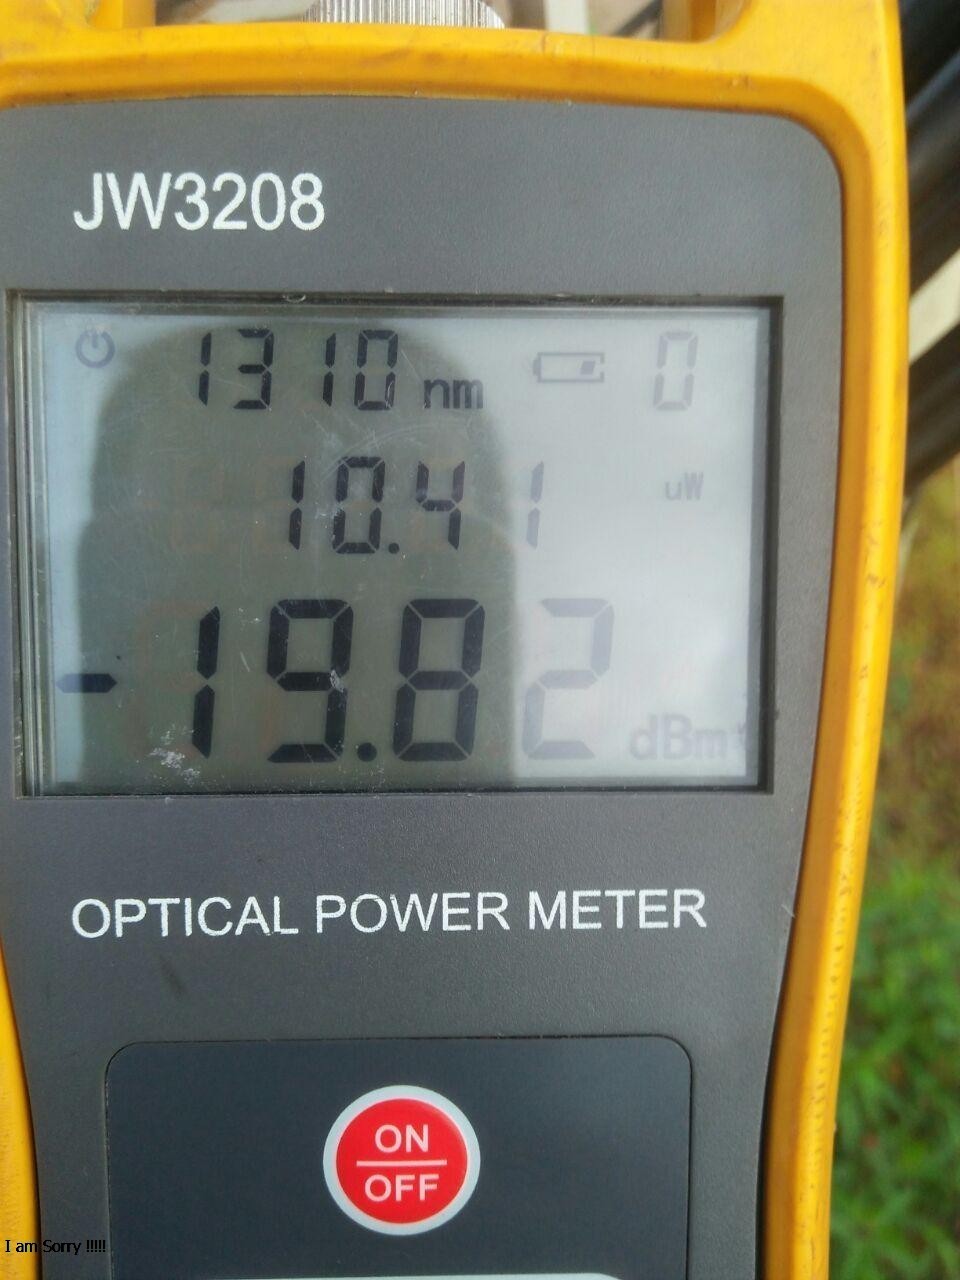 JW3208
1310 nm 0
10.41 uW
-19.82 dBm
OPTICAL POWER METER
ON
OFF
I am Sorry !!!!!